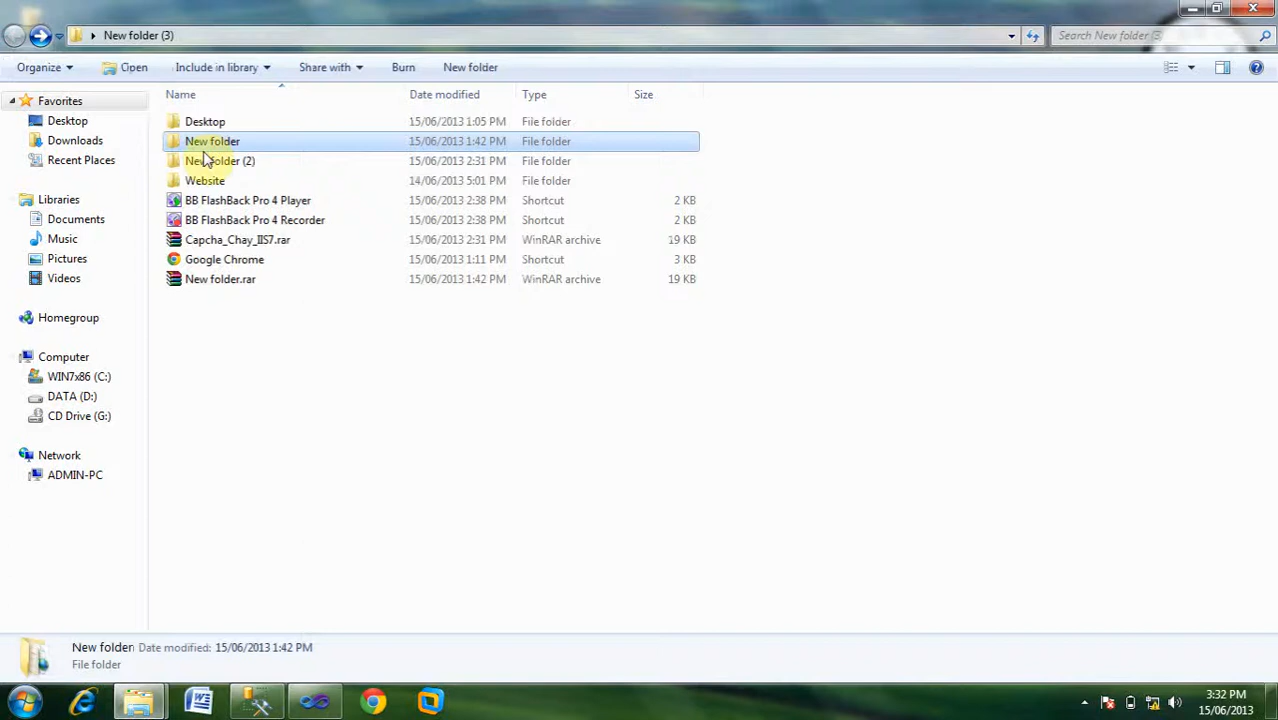 New folder (3)
Search New folder (3)
Organize Open Include in library Share with Burn New folder
Name Date modified Type Size
Favorites
Desktop
Downloads
Recent Places
Libraries
Documents
Music
Pictures
Videos
Homegroup
Computer
WIN7x86 (C:)
DATA (D:)
CD Drive (G:)
Network
ADMIN-PC
Desktop 15/06/2013 1:05 PM File folder
New folder 15/06/2013 1:42 PM File folder
New folder (2) 15/06/2013 2:31 PM File folder
Website 14/06/2013 5:01 PM File folder
BB FlashBack Pro 4 Player 15/06/2013 2:38 PM Shortcut 2 KB
BB FlashBack Pro 4 Recorder 15/06/2013 2:38 PM Shortcut 2 KB
Capcha_Chay_IIS7.rar 15/06/2013 2:31 PM WinRAR archive 19 KB
Google Chrome 15/06/2013 1:11 PM Shortcut 3 KB
New folder.rar 15/06/2013 1:42 PM WinRAR archive 19 KB
New folder Date modified: 15/06/2013 1:42 PM
File folder
3:32 PM
15/06/2013